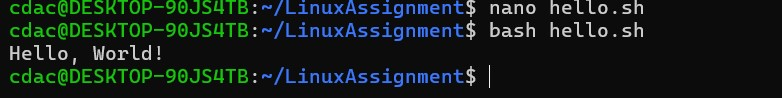 cdac@DESKTOP-90JS4TB:~/LinuxAssignment$ nano hello.sh
cdac@DESKTOP-90JS4TB:~/LinuxAssignment$ bash hello.sh
Hello, World!
cdac@DESKTOP-90JS4TB:~/LinuxAssignment$